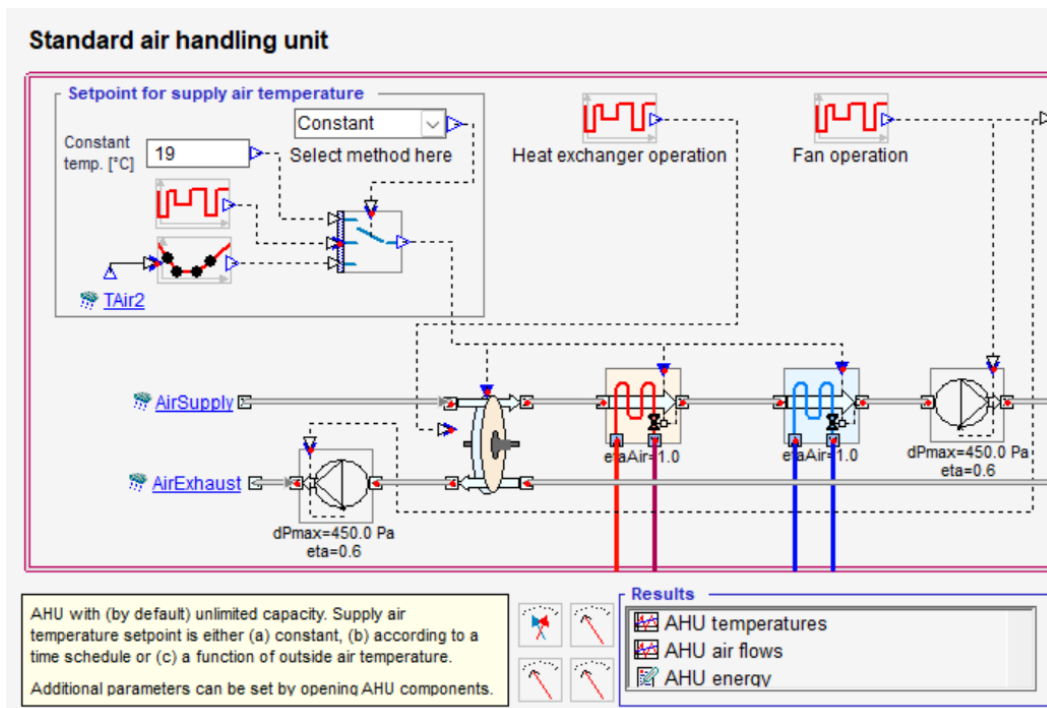 Standard air handling unit
Setpoint for supply air temperature
Constant
Constant
temp. [°C]
19
Select method here
Heat exchanger operation
Fan operation
TAir2
AirSupply
etaAir=1.0
etaAir=1.0
dPmax=450.0 Pa
eta=0.6
AirExhaust
dPmax=450.0 Pa
eta=0.6
AHU with (by default) unlimited capacity. Supply air
temperature setpoint is either (a) constant, (b) according to a
time schedule or (c) a function of outside air temperature.
Additional parameters can be set by opening AHU components.
Results
AHU temperatures
AHU air flows
AHU energy